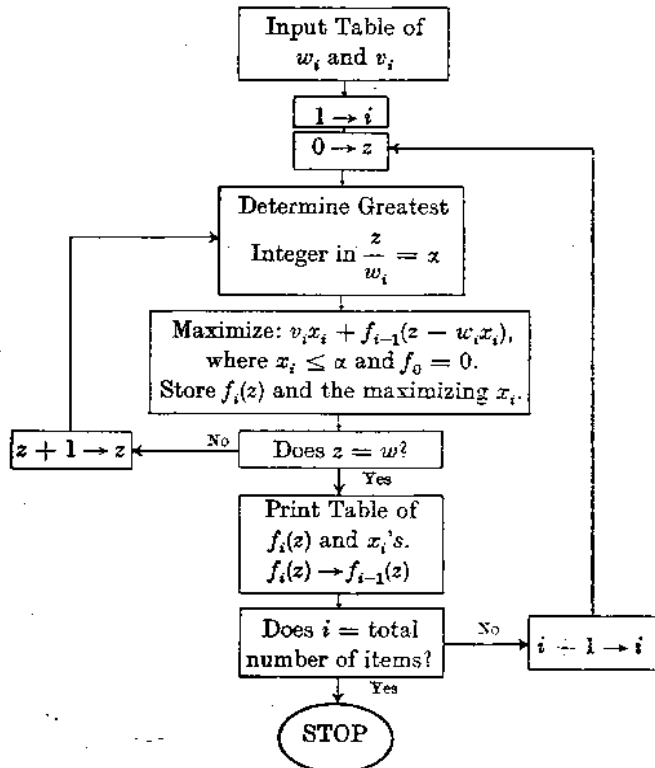 Input Table of
w_i and v_i
1 → i
0 → z
Determine Greatest
Integer in z/w_i = α
Maximize: v_i x_i + f_{i−1}(z − w_i x_i),
where x_i ≤ α and f_0 = 0.
Store f_i(z) and the maximizing x_i.
z + 1 → z
No
Does z = w?
Yes
Print Table of
f_i(z) and x_i's.
f_i(z) → f_{i−1}(z)
Does i = total
number of items?
No
i + 1 → i
Yes
STOP